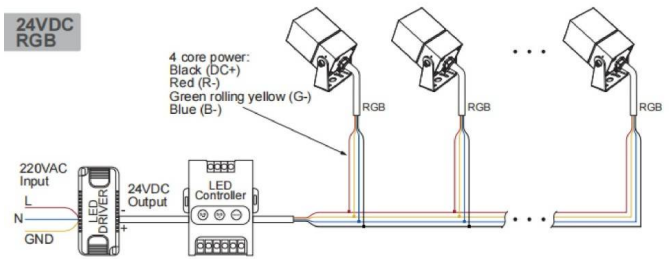 24VDC
RGB
4 core power:
Black (DC+)
Red (R-)
Green rolling yellow (G-)
Blue (B-)
RGB
RGB
RGB
220VAC
Input
L
N
GND
LED
DRIVER
24VDC
Output
-
+
LED
Controller